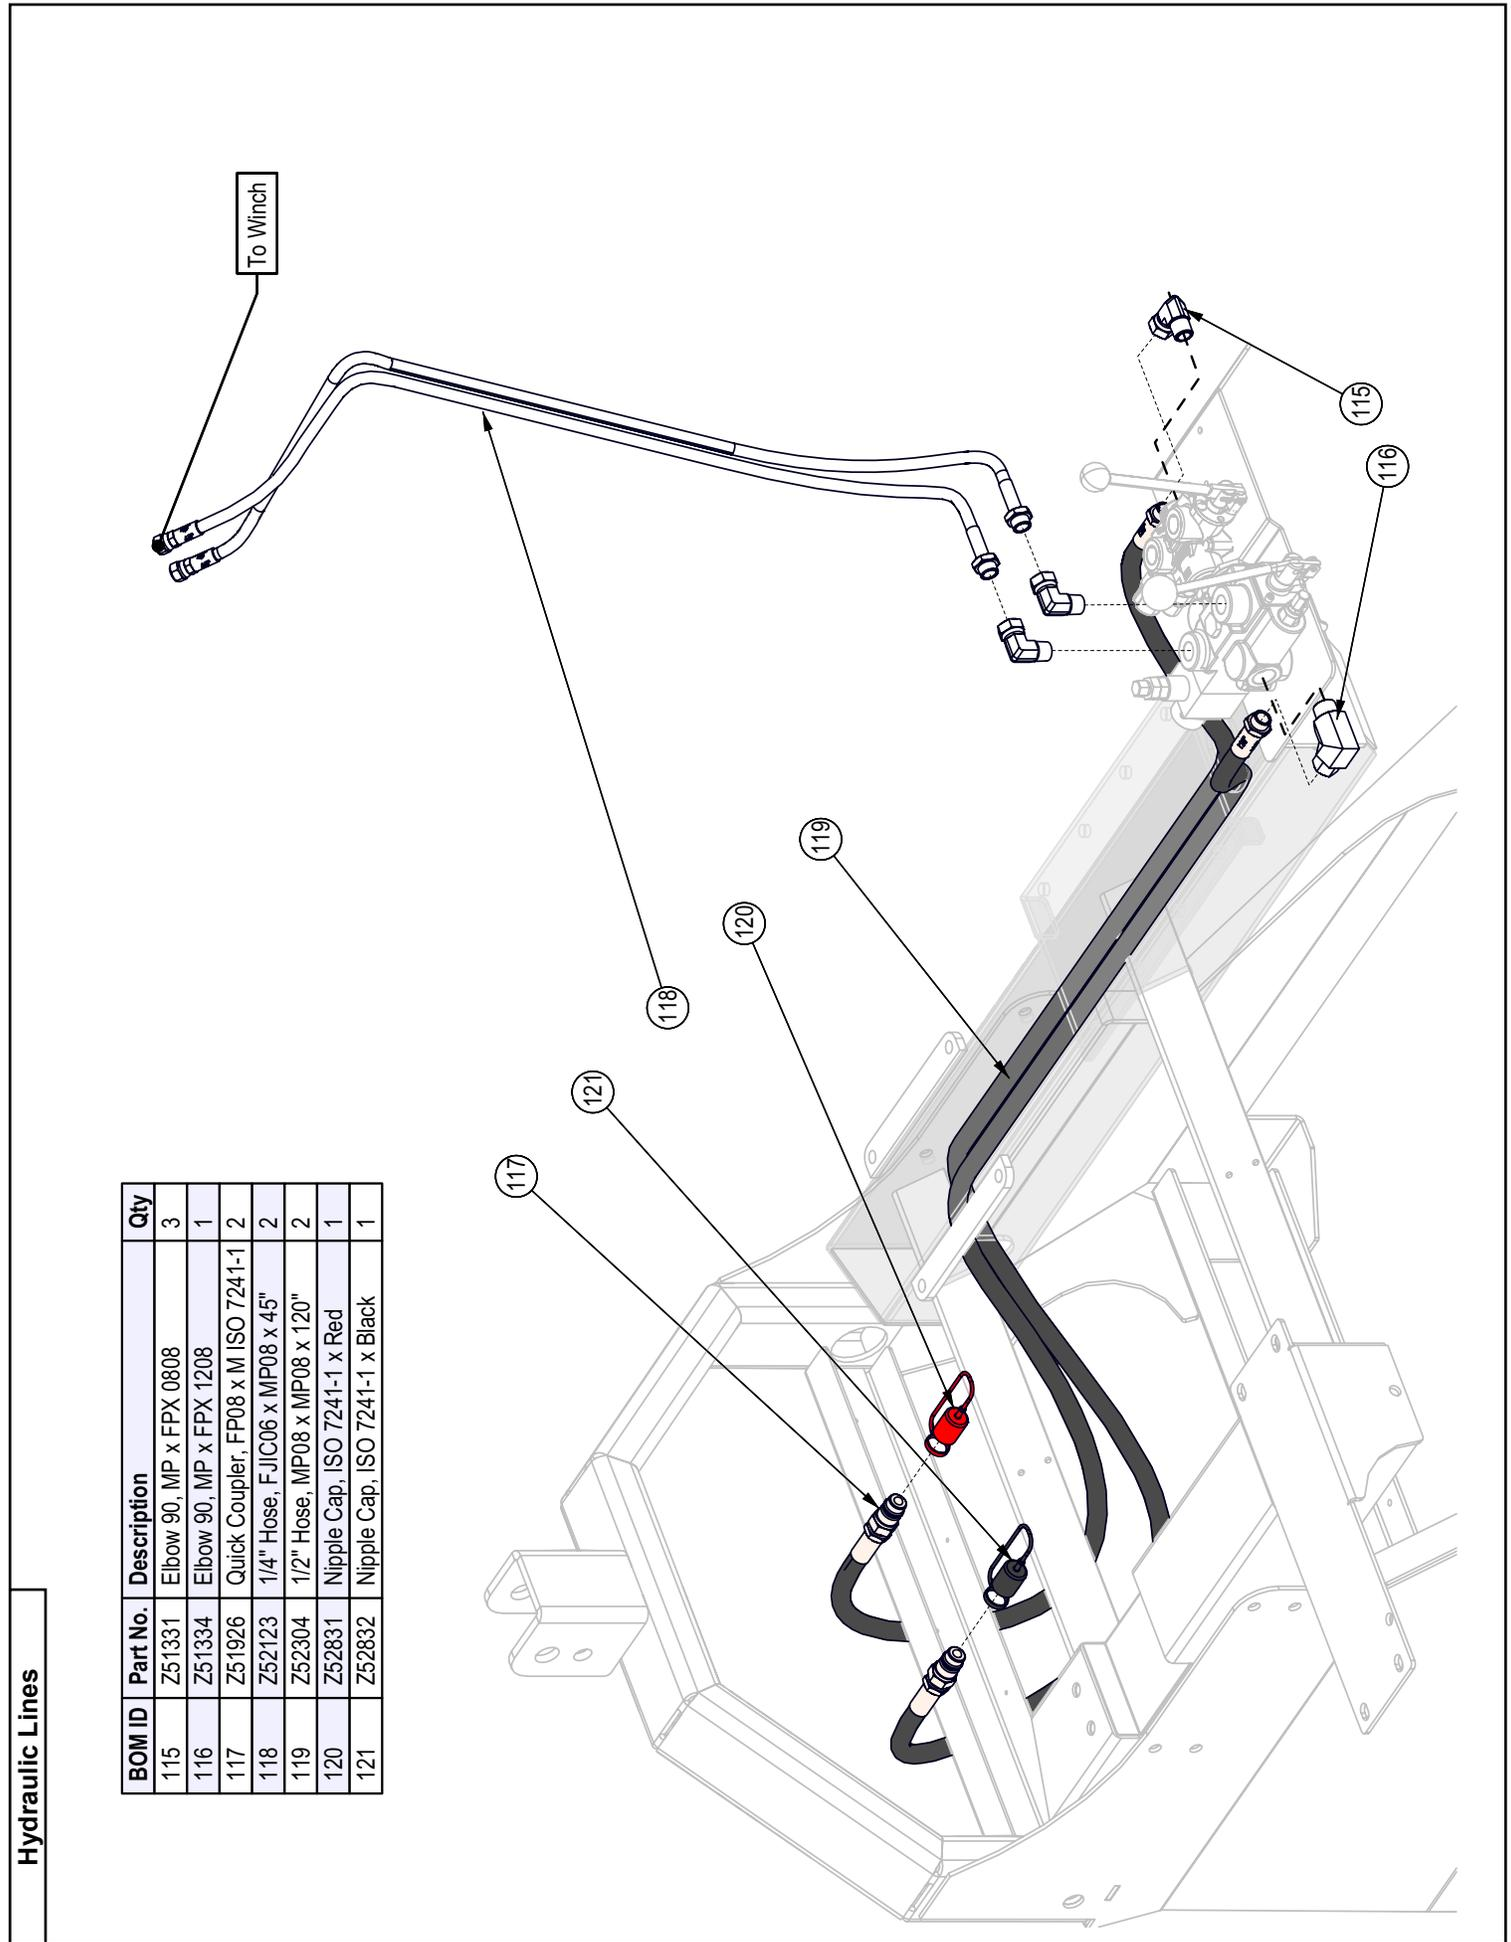 Hydraulic Lines
BOM ID Part No. Description Qty
115 Z51331 Elbow 90, MP x FPX 0808 3
116 Z51334 Elbow 90, MP x FPX 1208 1
117 Z51926 Quick Coupler, FP08 x M ISO 7241-1 2
118 Z52123 1/4" Hose, FJIC06 x MP08 x 45" 2
119 Z52304 1/2" Hose, MP08 x MP08 x 120" 2
120 Z52831 Nipple Cap, ISO 7241-1 x Red 1
121 Z52832 Nipple Cap, ISO 7241-1 x Black 1
To Winch
117
121
118
120
119
115
116